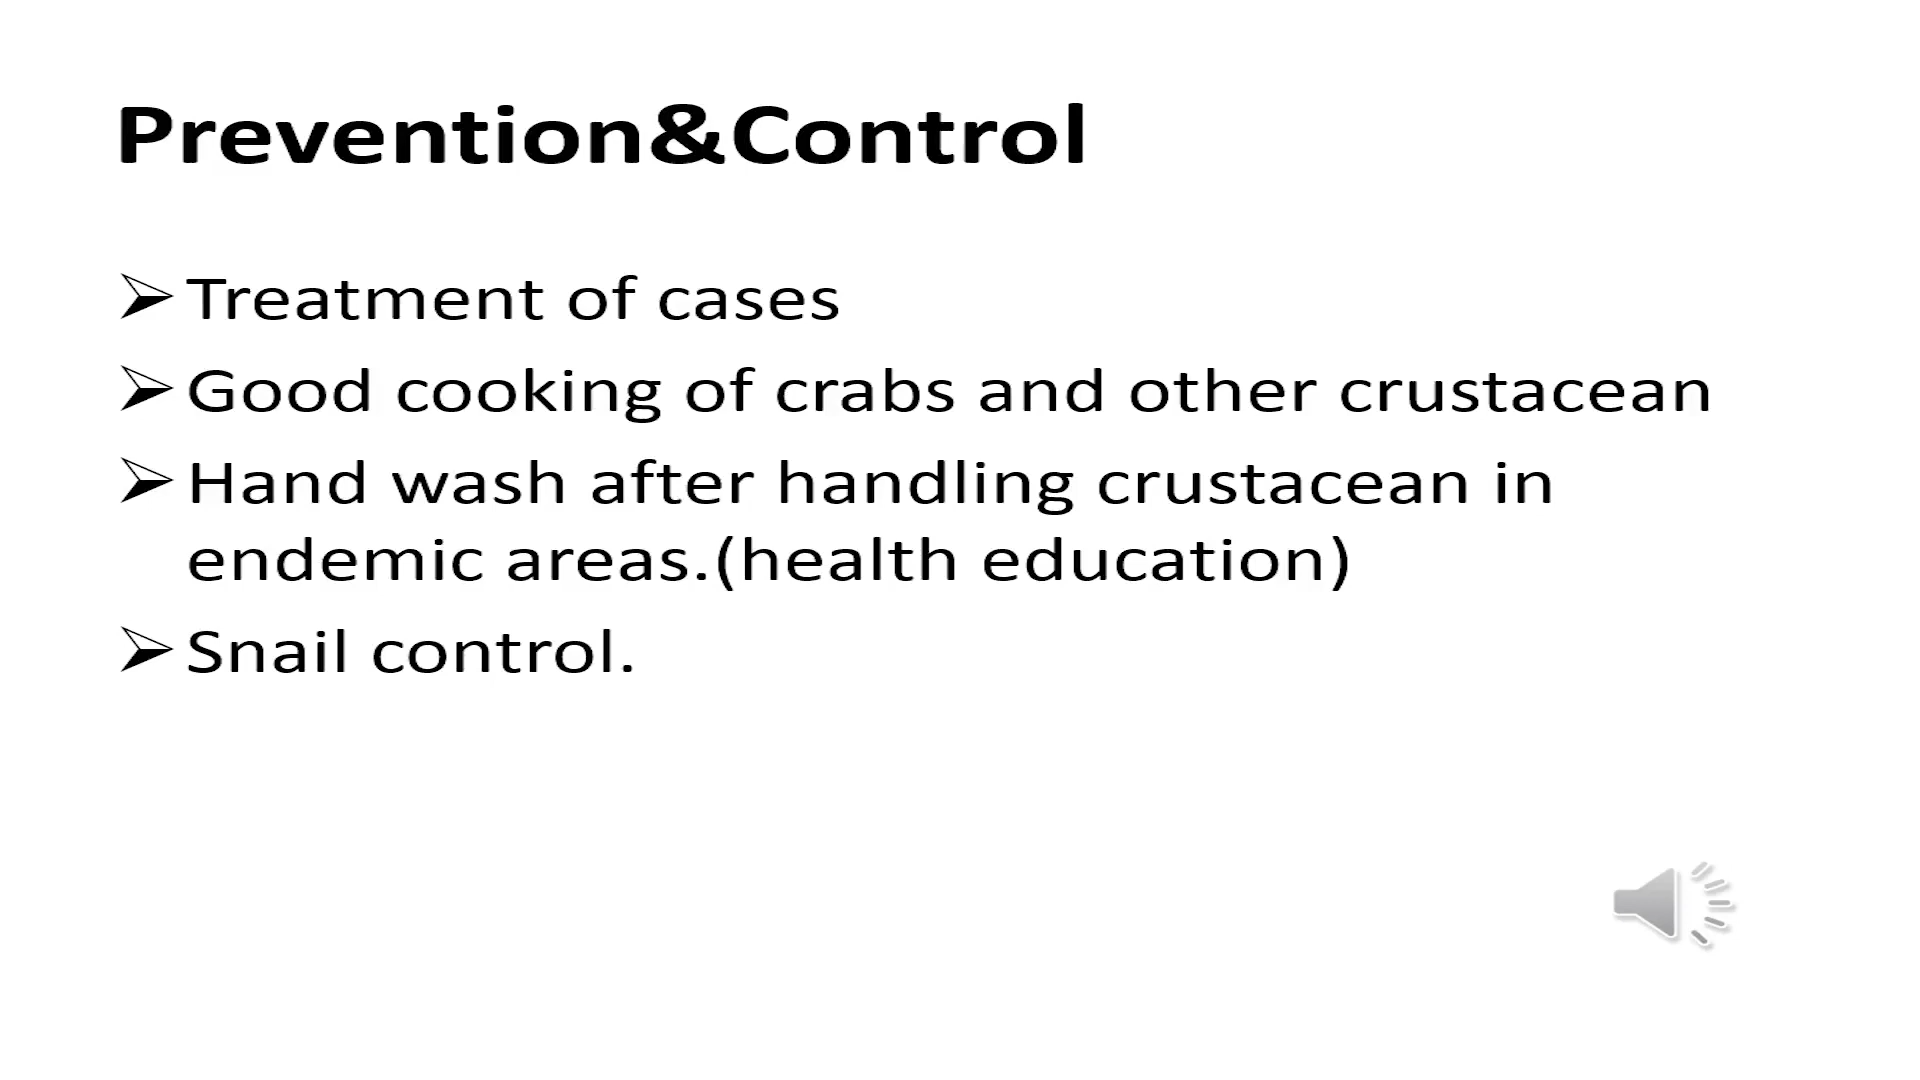 Prevention&Control
➢Treatment of cases
➢Good cooking of crabs and other crustacean
➢Hand wash after handling crustacean in
endemic areas.(health education)
➢Snail control.